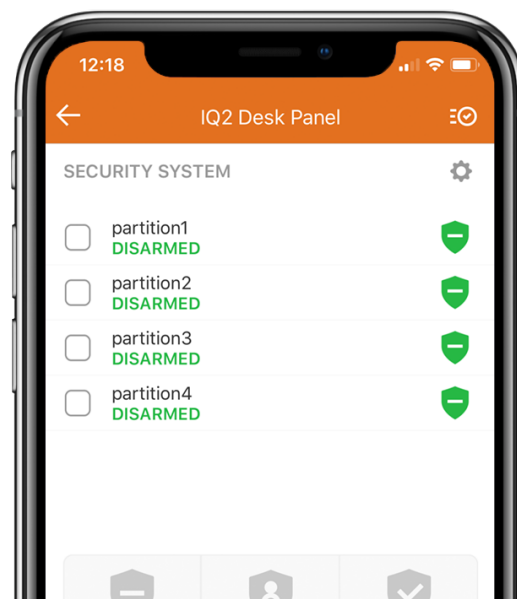 12:18
IQ2 Desk Panel
SECURITY SYSTEM
partition1
DISARMED
partition2
DISARMED
partition3
DISARMED
partition4
DISARMED